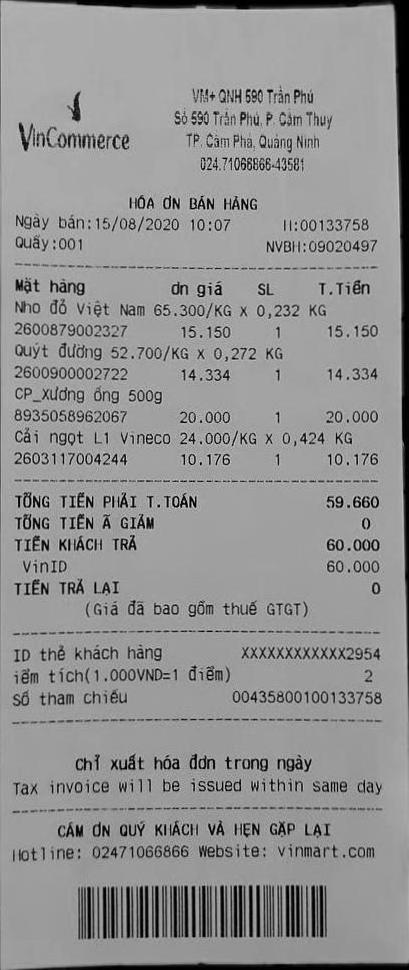 VinCommerce
VM+ QNH 590 Trần Phú
Số 590 Trần Phú, P. Cẩm Thuy
TP. Cẩm Phả, Quảng Ninh
024.71066866-43581
HÓA ƠN BÁN HÀNG
Ngày bán:15/08/2020 10:07 H:00133758
Quầy:001 NVBH:09020497
Mặt hàng ơn giá SL T.Tiền
Nho đỏ Việt Nam 65.300/KG X 0,232 KG
2600879002327 15.150 1 15.150
Quýt đường 52.700/KG X 0,272 KG
2600900002722 14.334 1 14.334
CP_Xương ống 500g
8935058962067 20.000 1 20.000
Cải ngọt L1 Vineco 24.000/KG X 0,424 KG
2603117004244 10.176 1 10.176
TỔNG TIỀN PHẢI T.TOÁN 59.660
TỔNG TIỀN Ã GIẢM 0
TIỀN KHÁCH TRẢ 60.000
VinID 60.000
TIỀN TRẢ LẠI 0
(Giá đã bao gồm thuế GTGT)
ID thẻ khách hàng XXXXXXXXXXXX2954
iểm tích(1.000VND=1 điểm) 2
Số tham chiếu 00435800100133758
Chỉ xuất hóa đơn trong ngày
Tax invoice will be issued within same day
CẢM ƠN QUÝ KHÁCH VÀ HẸN GẶP LẠI
Hotline: 02471066866 Website: vinmart.com